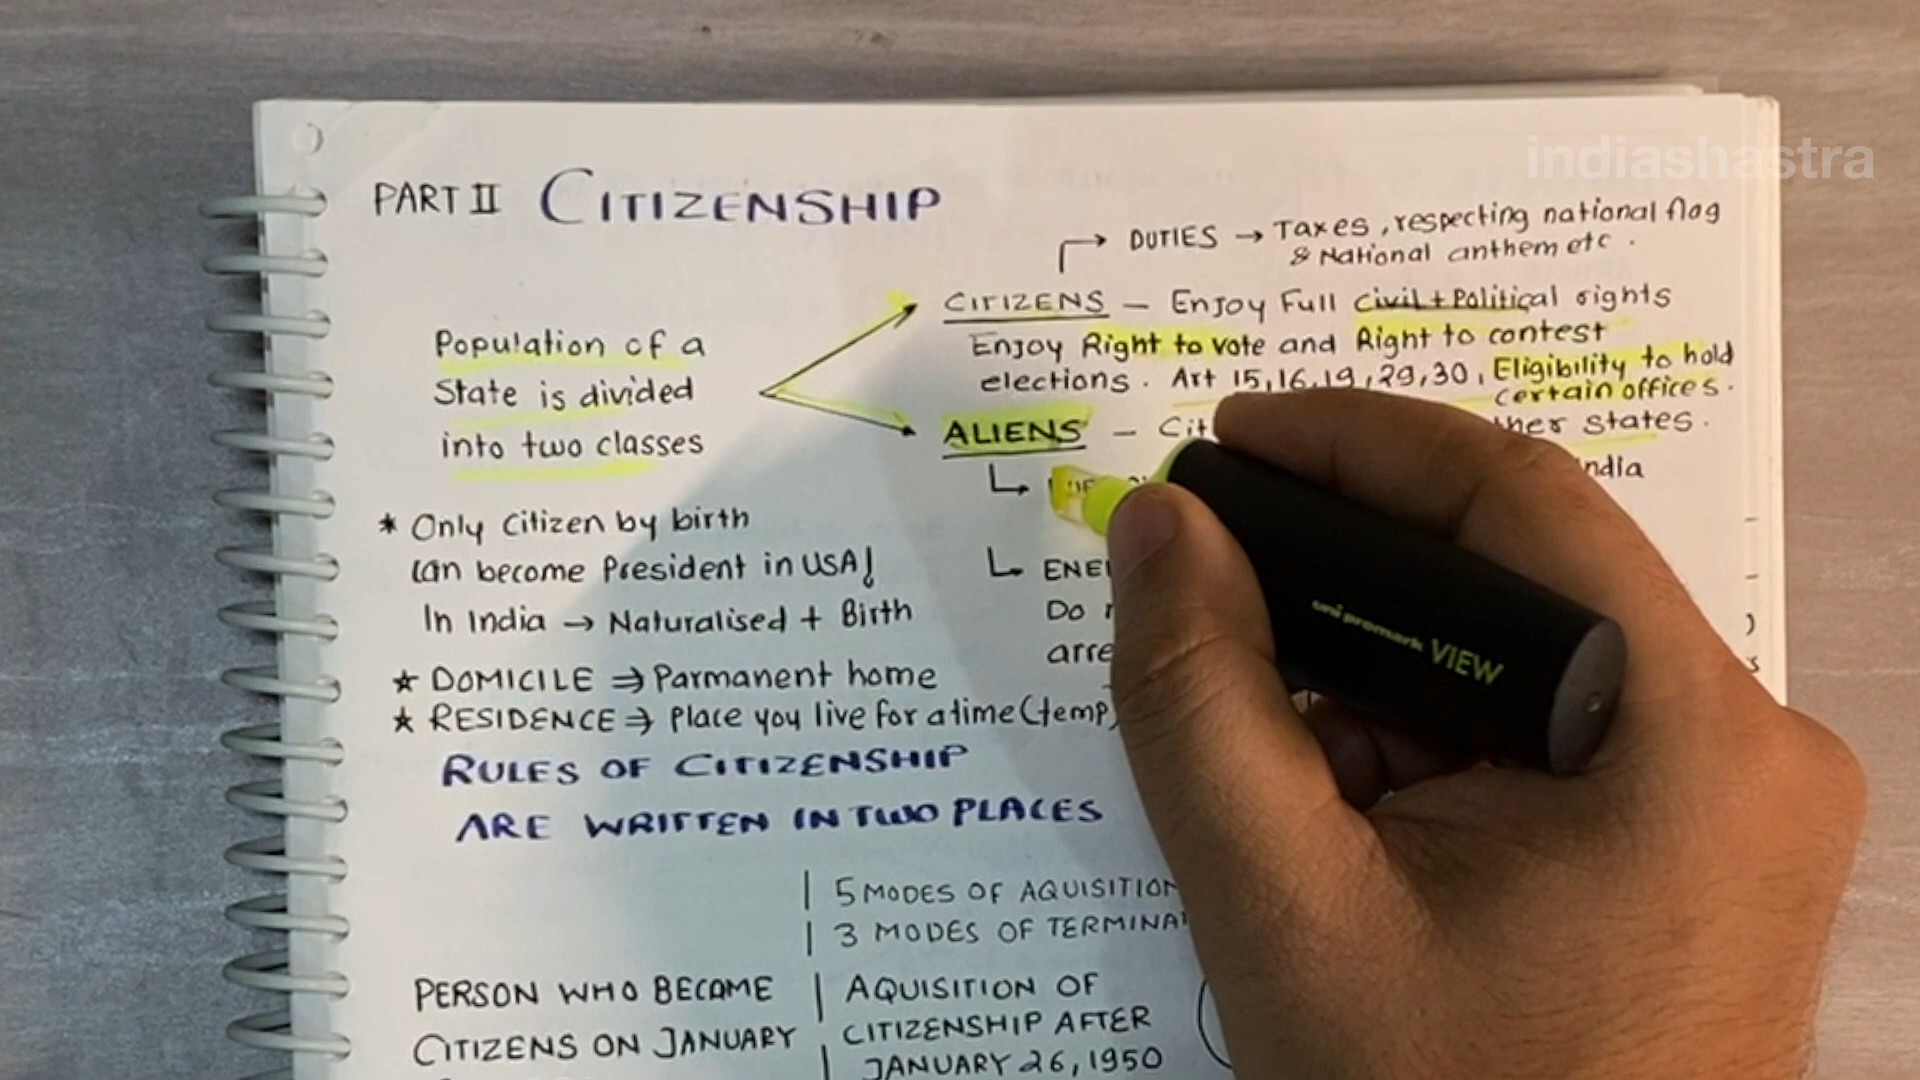 indiashastra
PART II CITIZENSHIP
DUTIES → Taxes, respecting national flag
& National anthem etc.
CITIZENS — Enjoy Full Civil + Political rights
Enjoy Right to vote and Right to contest
elections. Art 15, 16, 19, 29, 30, Eligibility to hold
certain offices.
Population of a
State is divided
into two classes
ALIENS — states.
* Only Citizen by birth
can become President in USA!
In India → Naturalised + Birth
Do
★ DOMICILE ⇒ Parmanent home
★ RESIDENCE ⇒ Place you live for a time (temp)
RULES OF CITIZENSHIP
ARE WRITTEN IN TWO PLACES
5 MODES OF AQUISITION
3 MODES OF
PERSON WHO BECAME
CITIZENS ON JANUARY
AQUISITION OF
CITIZENSHIP AFTER
JANUARY 26, 1950
uni promark VIEW